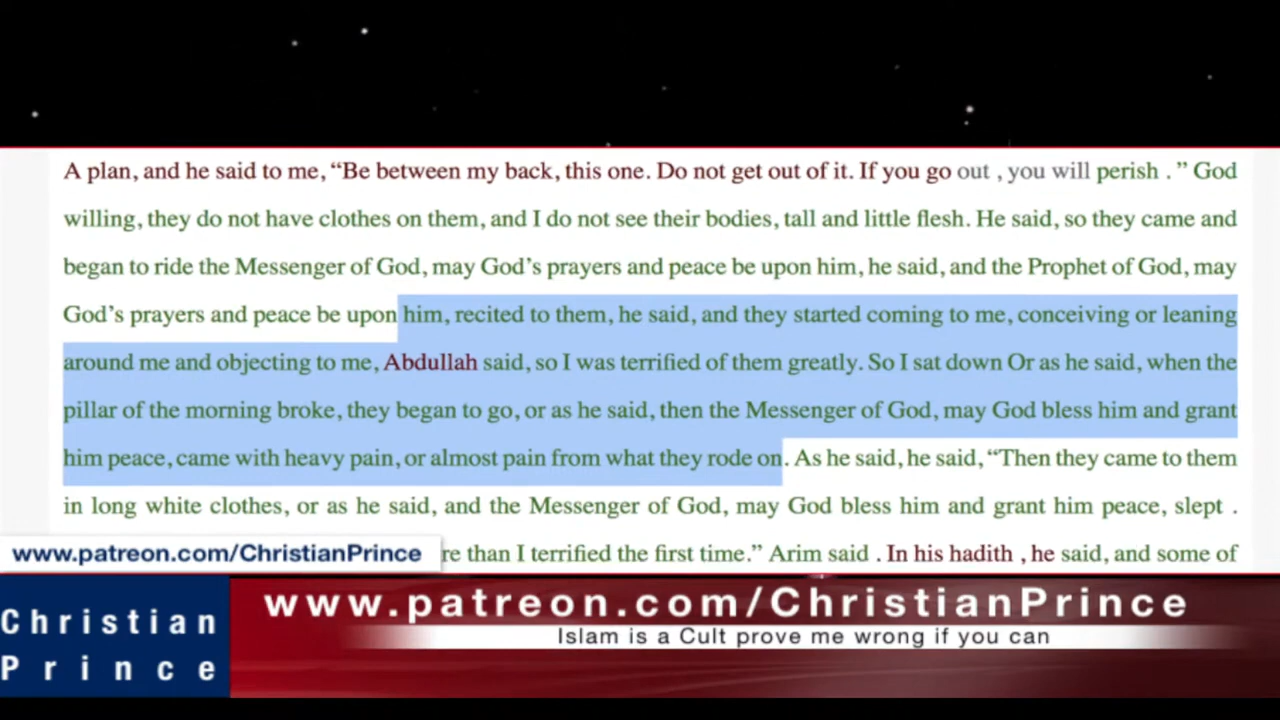 A plan, and he said to me, “Be between my back, this one. Do not get out of it. If you go out , you will perish . ” God
willing, they do not have clothes on them, and I do not see their bodies, tall and little flesh. He said, so they came and
began to ride the Messenger of God, may God’s prayers and peace be upon him, he said, and the Prophet of God, may
God’s prayers and peace be upon him, recited to them, he said, and they started coming to me, conceiving or leaning
around me and objecting to me, Abdullah said, so I was terrified of them greatly. So I sat down Or as he said, when the
pillar of the morning broke, they began to go, or as he said, then the Messenger of God, may God bless him and grant
him peace, came with heavy pain, or almost pain from what they rode on. As he said, he said, “Then they came to them
in long white clothes, or as he said, and the Messenger of God, may God bless him and grant him peace, slept .
re than I terrified the first time.” Arim said . In his hadith , he said, and some of
www.patreon.com/ChristianPrince
www.patreon.com/ChristianPrince
Islam is a Cult prove me wrong if you can
Christian
Prince